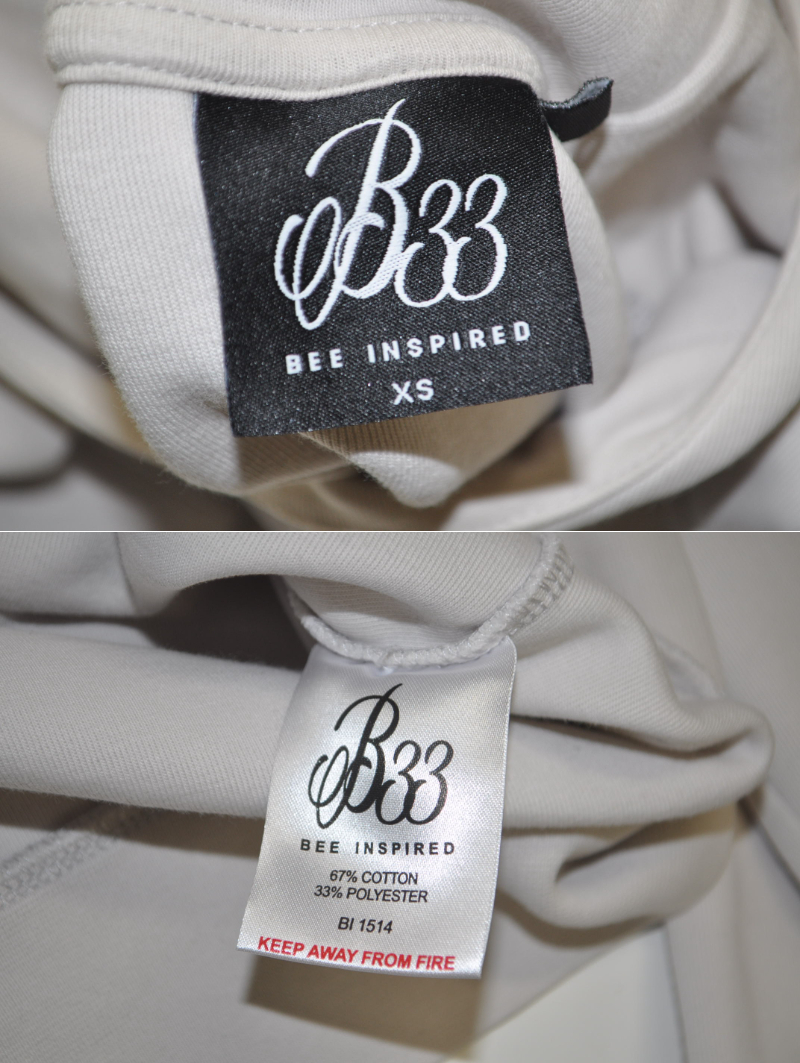 B33
BEE INSPIRED
XS
B33
BEE INSPIRED
67% COTTON
33% POLYESTER
BI 1514
KEEP AWAY FROM FIRE